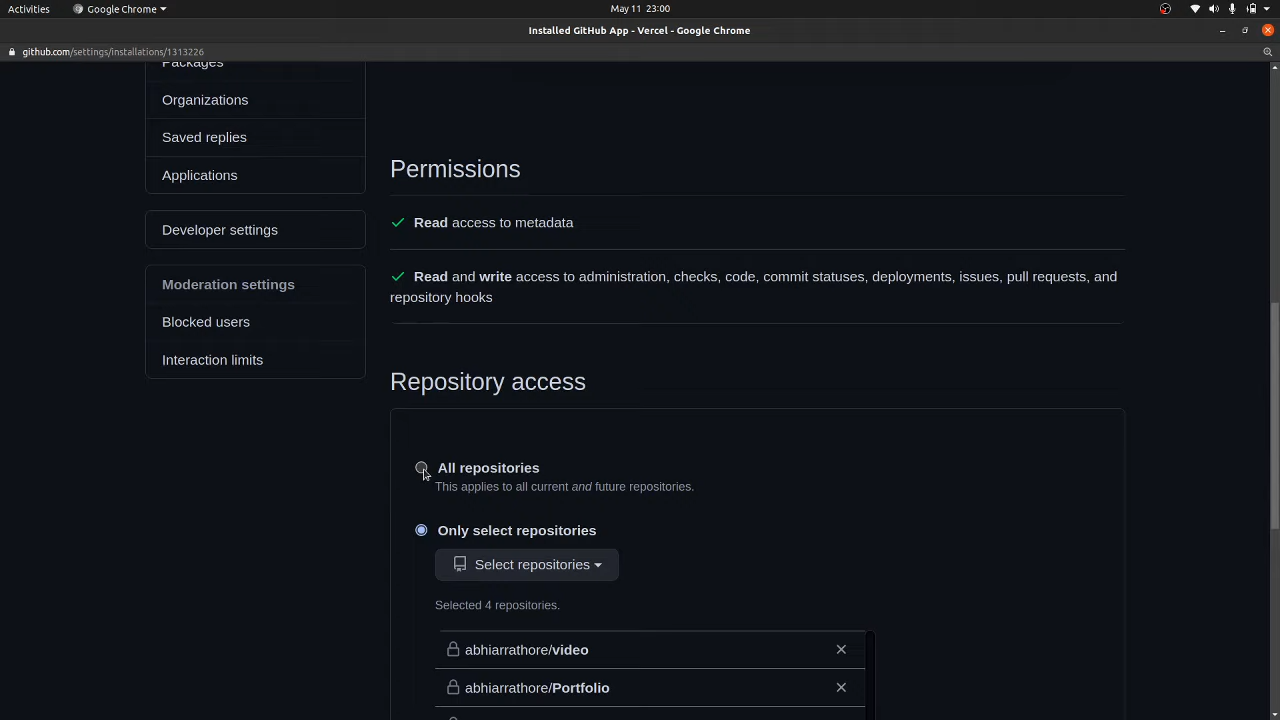 Activities
Google Chrome
May 11 23:00
Installed GitHub App - Vercel - Google Chrome
github.com/settings/installations/1313226
Packages
Organizations
Saved replies
Applications
Developer settings
Moderation settings
Blocked users
Interaction limits
Permissions
Read access to metadata
Read and write access to administration, checks, code, commit statuses, deployments, issues, pull requests, and
repository hooks
Repository access
All repositories
This applies to all current and future repositories.
Only select repositories
Select repositories
Selected 4 repositories.
abhiarrathore/video
abhiarrathore/Portfolio